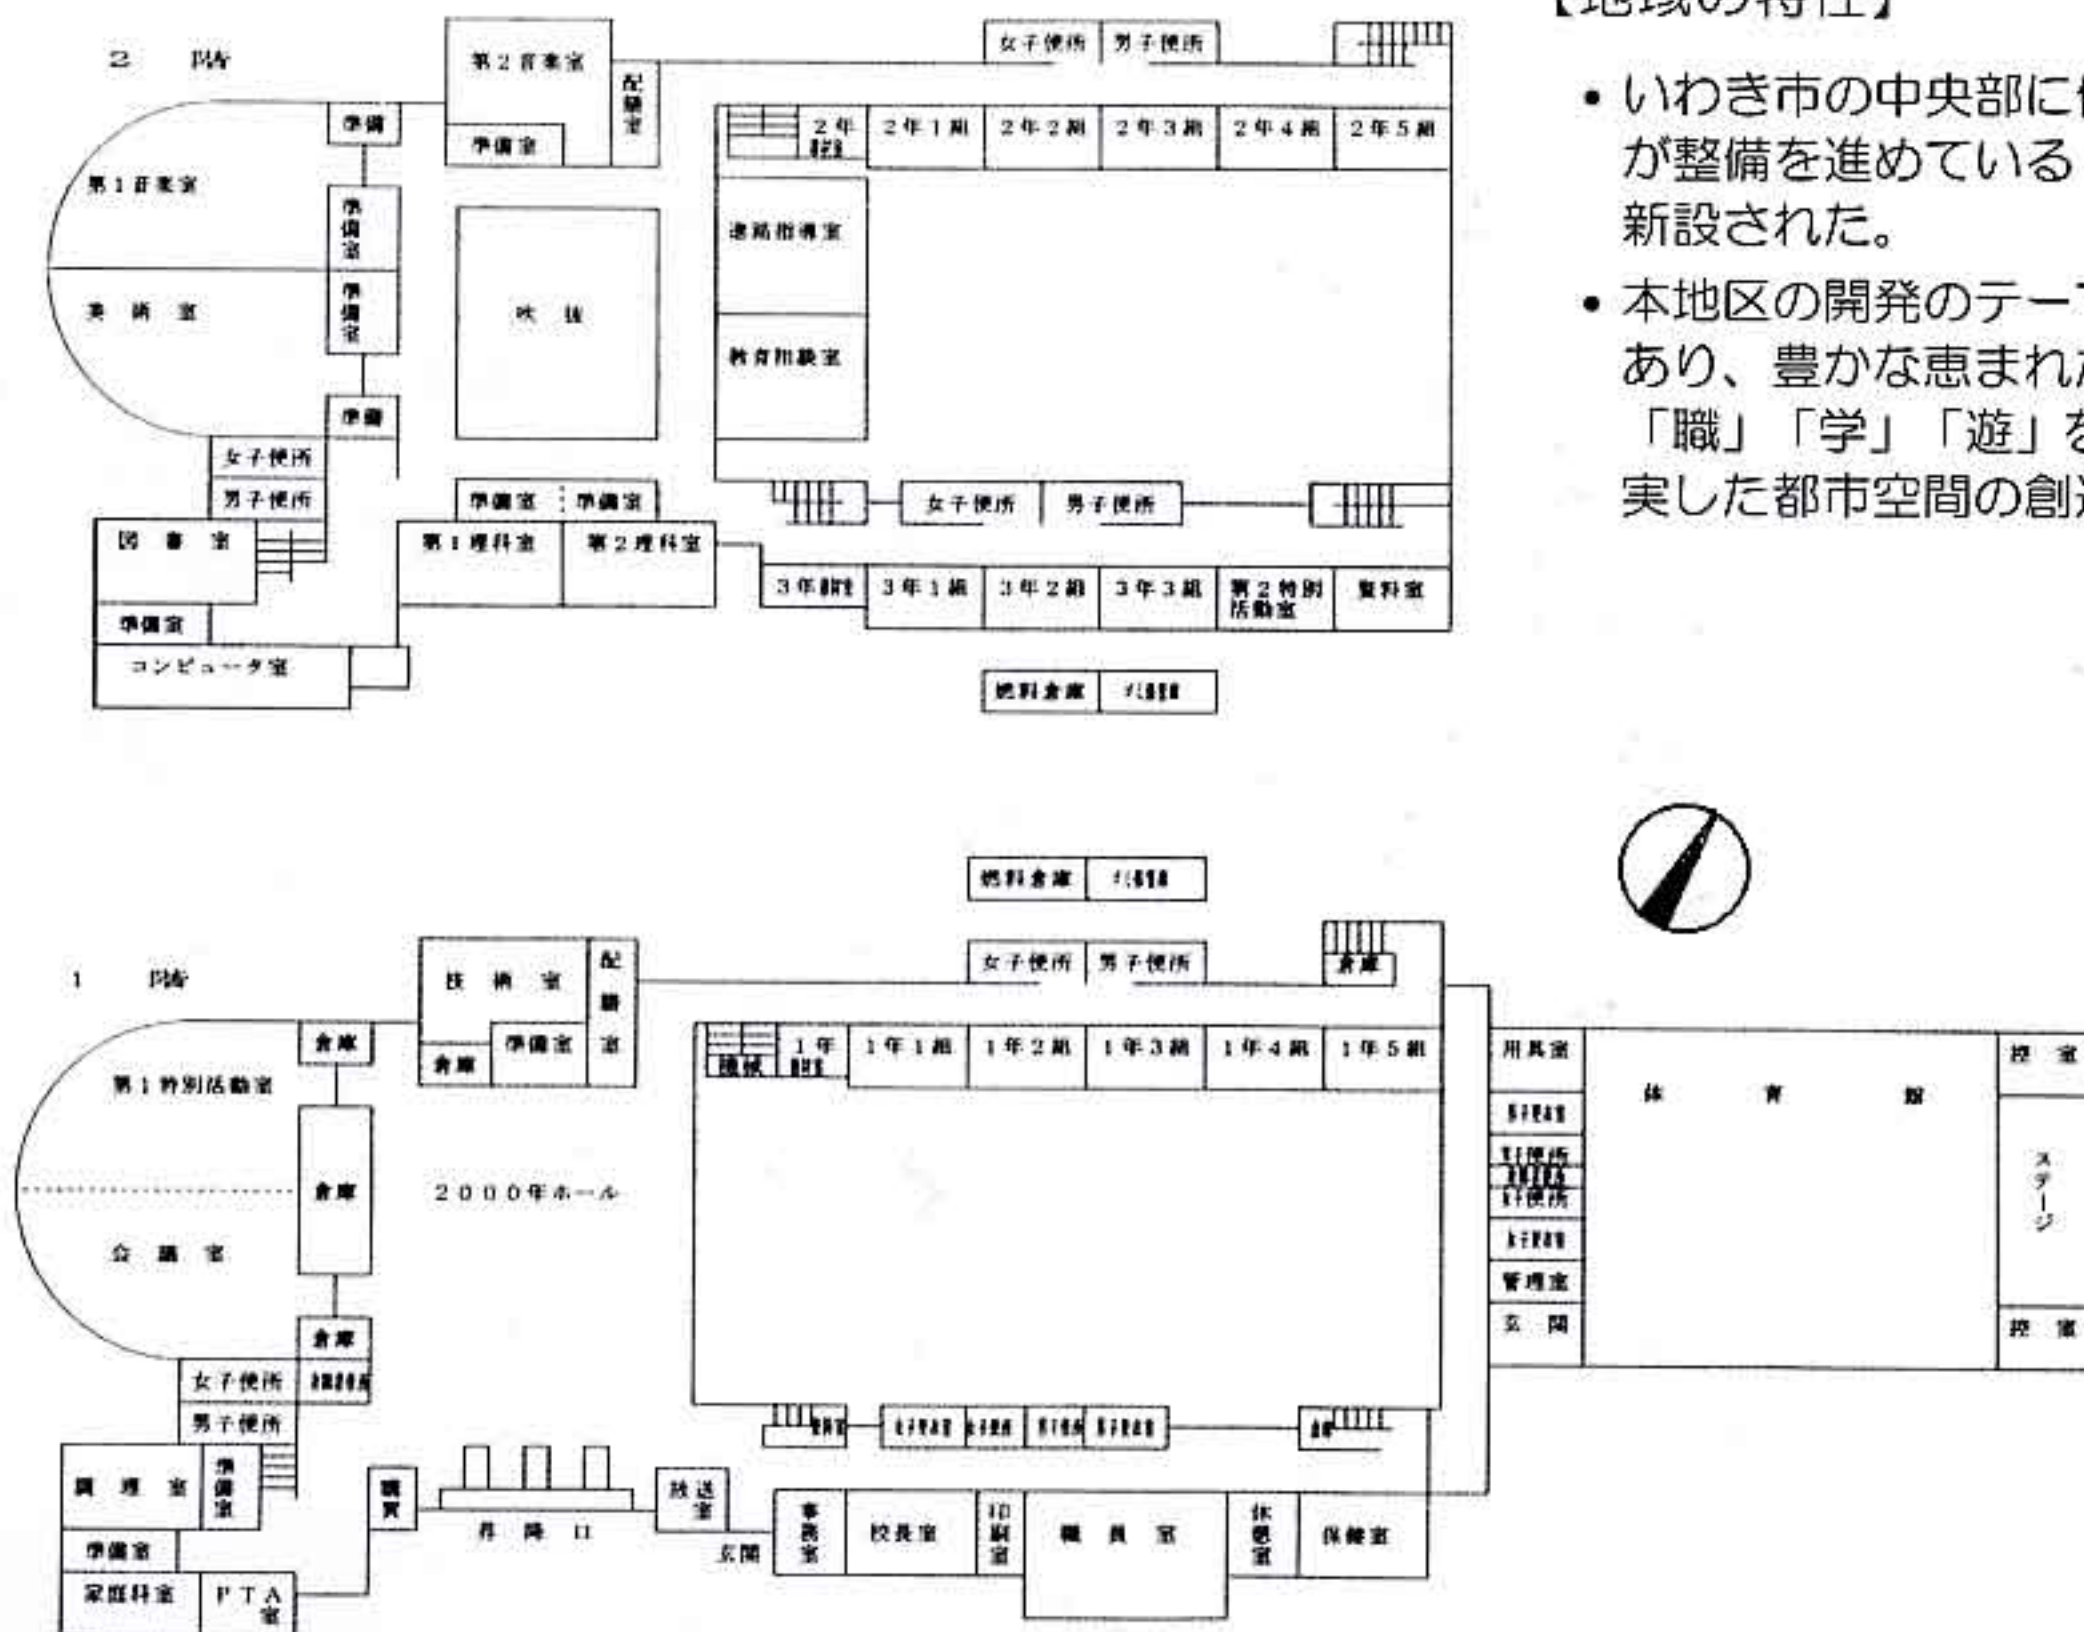 【地域の特性】
• いわき市の中央部に
が整備を進めている
新設された。
• 本地区の開発のテー
あり、豊かな恵まれ
「職」「学」「遊」を
実した都市空間の創
2 階
第2音楽室
配膳室
女子便所 男子便所
準備
準備室
2年
2年1組 2年2組 2年3組 2年4組 2年5組
第1音楽室
準備室
進路指導室
美術室
準備室
吹抜
教育相談室
準備
女子便所
男子便所
準備室 準備室
女子便所 男子便所
図書室
第1理科室 第2理科室
3年 3年1組 3年2組 3年3組 第2特別活動室 資料室
準備室
コンピュータ室
燃料倉庫
燃料倉庫
1 階
技術室
配膳室
女子便所 男子便所
倉庫
倉庫
倉庫
準備室
機械
1年
1年1組 1年2組 1年3組 1年4組 1年5組
用具室
体育館
控室
第1特別活動室
倉庫
2000年ホール
会議室
ステージ
管理室
玄関
控室
倉庫
女子便所
男子便所
調理室
準備室
購買
昇降口
放送室
玄関
事務室
校長室
印刷室
職員室
休憩室
保健室
準備室
家庭科室
PTA室